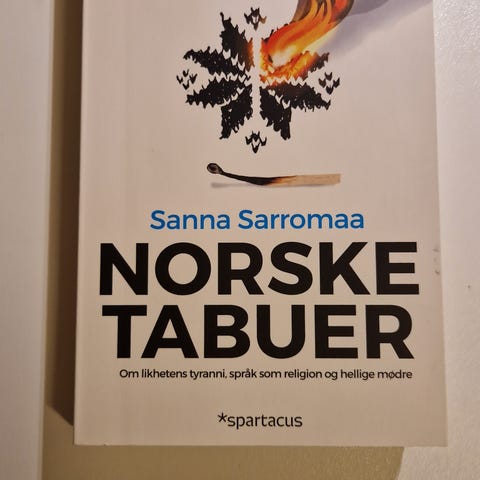 Sanna Sarromaa
NORSKE
TABUER
Om likhetens tyranni, språk som religion og hellige mødre
*spartacus